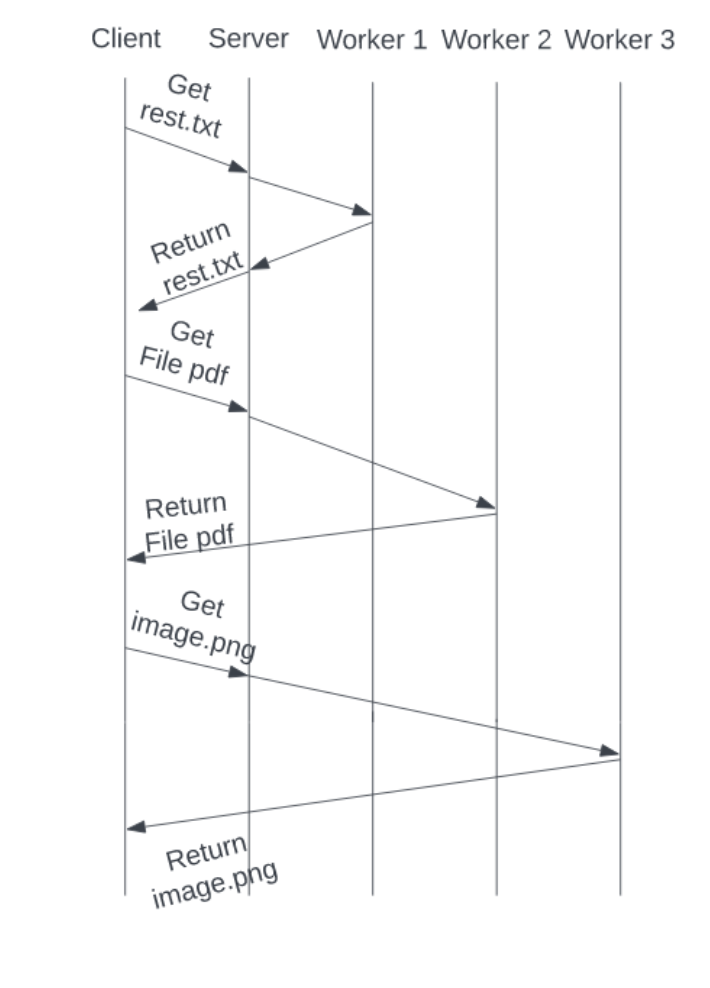 Client Server Worker 1 Worker 2 Worker 3
Get
rest.txt
Return
rest.txt
Get
File pdf
Return
File pdf
Get
image.png
Return
image.png